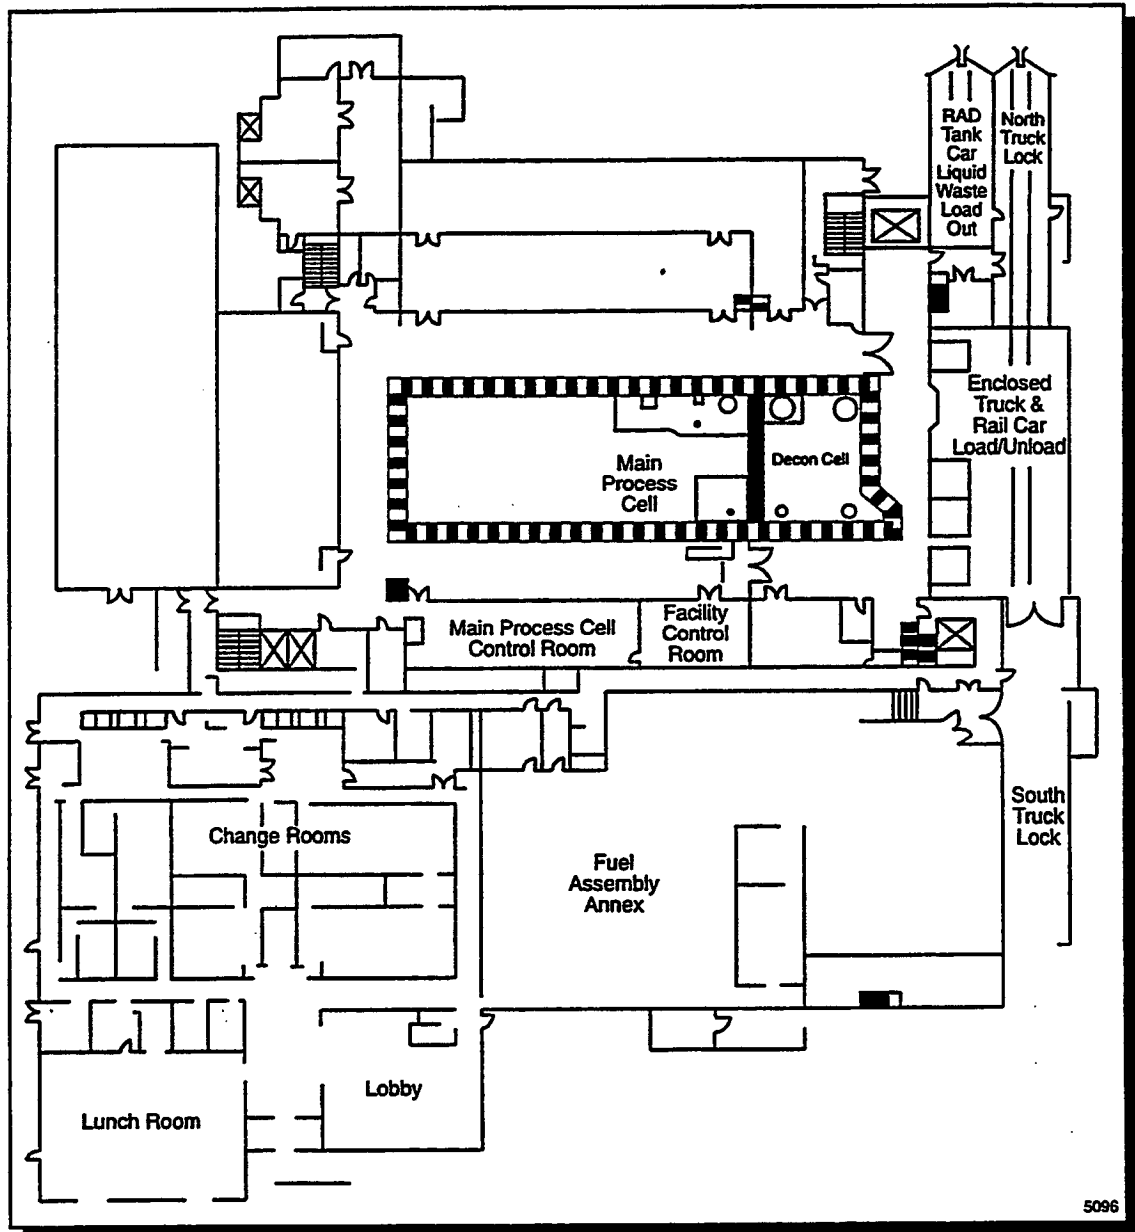 RAD
Tank
Car
Liquid
Waste
Load
Out
North
Truck
Lock
Enclosed
Truck &
Rail Car
Load/Unload
Main
Process
Cell
Decon Cell
Main Process Cell
Control Room
Facility
Control
Room
South
Truck
Lock
Change Rooms
Fuel
Assembly
Annex
Lobby
Lunch Room
5096